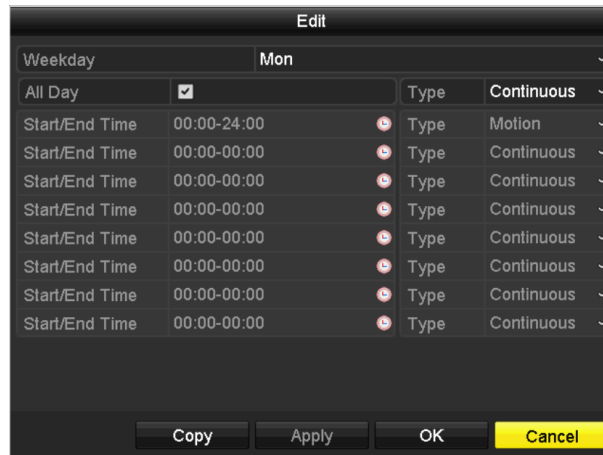 Edit
Weekday Mon
All Day Type Continuous
Start/End Time 00:00-24:00 Type Motion
Start/End Time 00:00-00:00 Type Continuous
Start/End Time 00:00-00:00 Type Continuous
Start/End Time 00:00-00:00 Type Continuous
Start/End Time 00:00-00:00 Type Continuous
Start/End Time 00:00-00:00 Type Continuous
Start/End Time 00:00-00:00 Type Continuous
Start/End Time 00:00-00:00 Type Continuous
Copy Apply OK Cancel